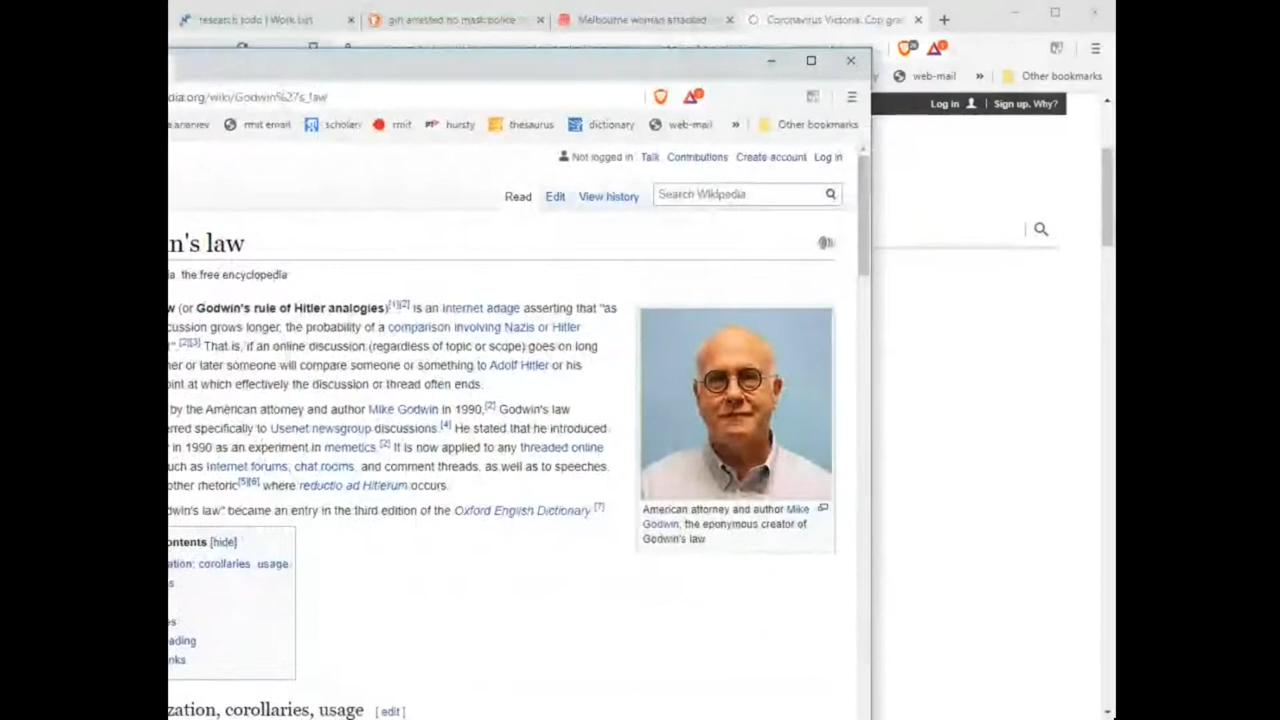 research todo | Work List
girl arrested no mask police
Melbourne woman attacked
Coronavirus Victoria: Cop gra
web-mail » Other bookmarks
dia.org/wiki/Godwin%27s_law
rmit email scholar rmit hursty thesaurus dictionary web-mail » Other bookmarks
Log in | Sign up. Why?
Not logged in Talk Contributions Create account Log in
Read Edit View history Search Wikipedia
n's law
a, the free encyclopedia
w (or Godwin's rule of Hitler analogies)[1][2] is an Internet adage asserting that "as
cussion grows longer, the probability of a comparison involving Nazis or Hitler
".[2][3] That is, if an online discussion (regardless of topic or scope) goes on long
ner or later someone will compare someone or something to Adolf Hitler or his
oint at which effectively the discussion or thread often ends.
by the American attorney and author Mike Godwin in 1990,[2] Godwin's law
rred specifically to Usenet newsgroup discussions.[4] He stated that he introduced
in 1990 as an experiment in memetics.[2] It is now applied to any threaded online
uch as Internet forums, chat rooms, and comment threads, as well as to speeches,
other rhetoric[5][6] where reductio ad Hitlerum occurs.
dwin's law" became an entry in the third edition of the Oxford English Dictionary.[7]
American attorney and author Mike
Godwin, the eponymous creator of
Godwin's law
ontents [hide]
ation, corollaries, usage
s
es
eading
nks
zation, corollaries, usage [ edit ]